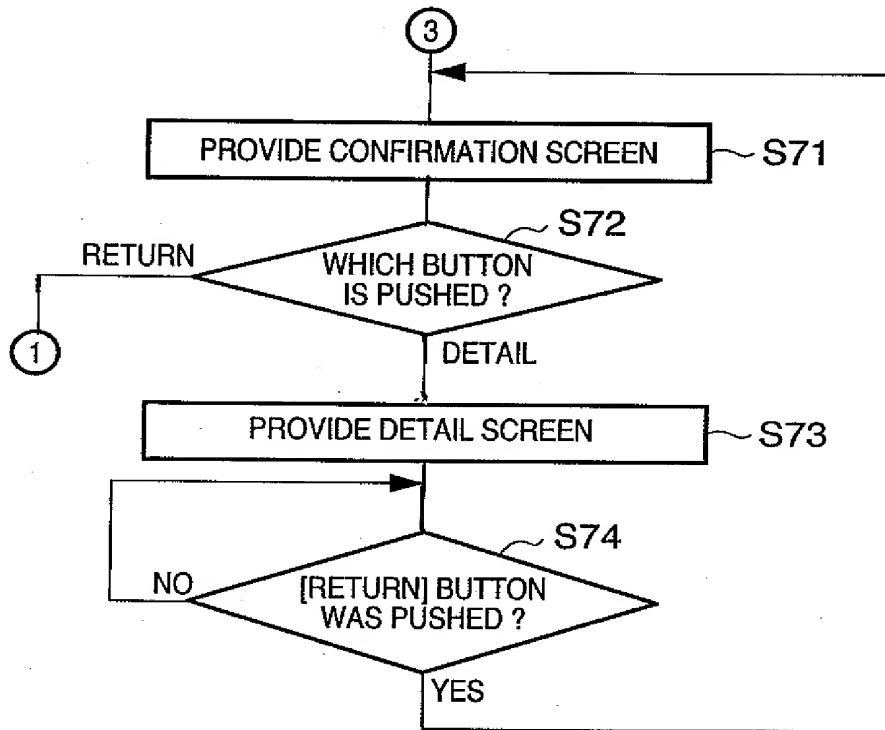 3
PROVIDE CONFIRMATION SCREEN
S71
S72
RETURN
WHICH BUTTON
IS PUSHED ?
1
DETAIL
PROVIDE DETAIL SCREEN
S73
S74
NO
[RETURN] BUTTON
WAS PUSHED ?
YES